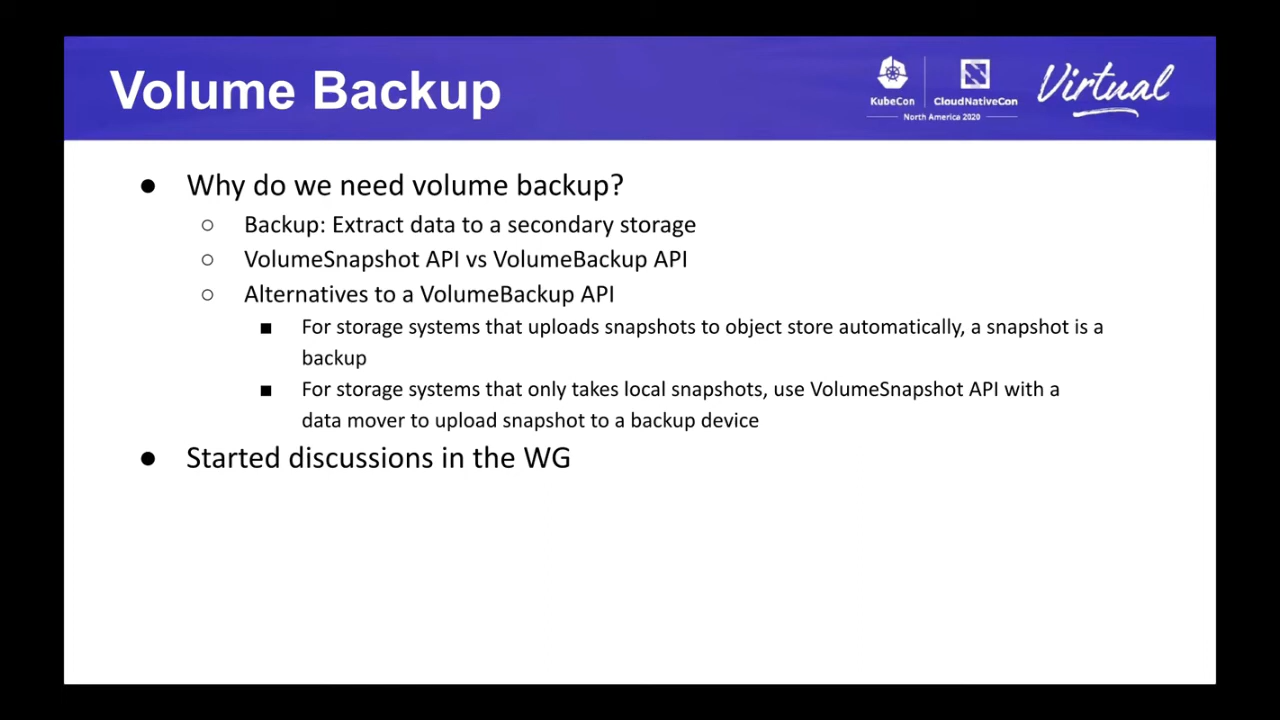 Volume Backup
KubeCon
CloudNativeCon
North America 2020
Virtual
● Why do we need volume backup?
○ Backup: Extract data to a secondary storage
○ VolumeSnapshot API vs VolumeBackup API
○ Alternatives to a VolumeBackup API
■ For storage systems that uploads snapshots to object store automatically, a snapshot is a
backup
■ For storage systems that only takes local snapshots, use VolumeSnapshot API with a
data mover to upload snapshot to a backup device
● Started discussions in the WG